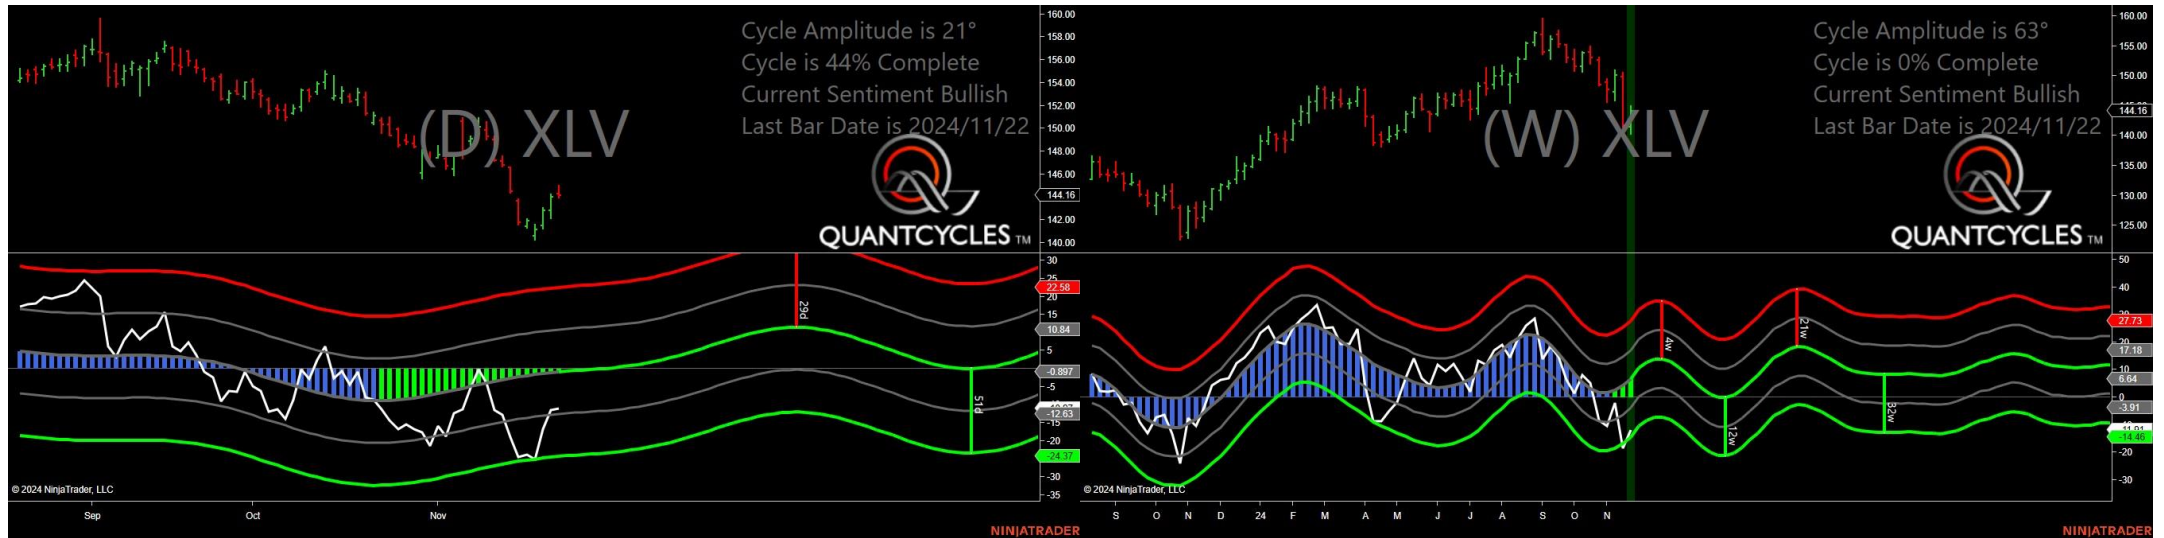 Cycle Amplitude is 21°
Cycle is 44% Complete
Current Sentiment Bullish
Last Bar Date is 2024/11/22
(D) XLV
QUANTCYCLES TM
160.00
158.00
156.00
154.00
152.00
150.00
148.00
146.00
144.16
142.00
140.00
29d
51d
30
25
22.58
20
15
10.84
5
-0.897
-5
-12.63
-15
-20
-24.37
-30
-35
© 2024 NinjaTrader, LLC
Sep
Oct
Nov
NINJATRADER
Cycle Amplitude is 63°
Cycle is 0% Complete
Current Sentiment Bullish
Last Bar Date is 2024/11/22
(W) XLV
QUANTCYCLES TM
160.00
155.00
150.00
144.16
140.00
135.00
130.00
125.00
4w
12w
21w
32w
50
40
30
27.73
20
17.18
10
6.64
0
-3.91
-14.46
-20
-30
© 2024 NinjaTrader, LLC
S O N D 24 F M A M J J A S O N
NINJATRADER